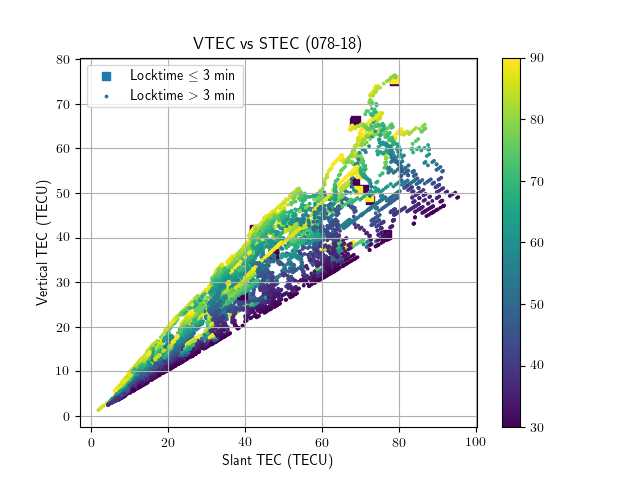 VTEC vs STEC (078-18)
Locktime ≤ 3 min
Locktime > 3 min
80
70
60
50
40
30
20
10
0
Vertical TEC (TECU)
0 20 40 60 80 100
Slant TEC (TECU)
90
80
70
60
50
40
30